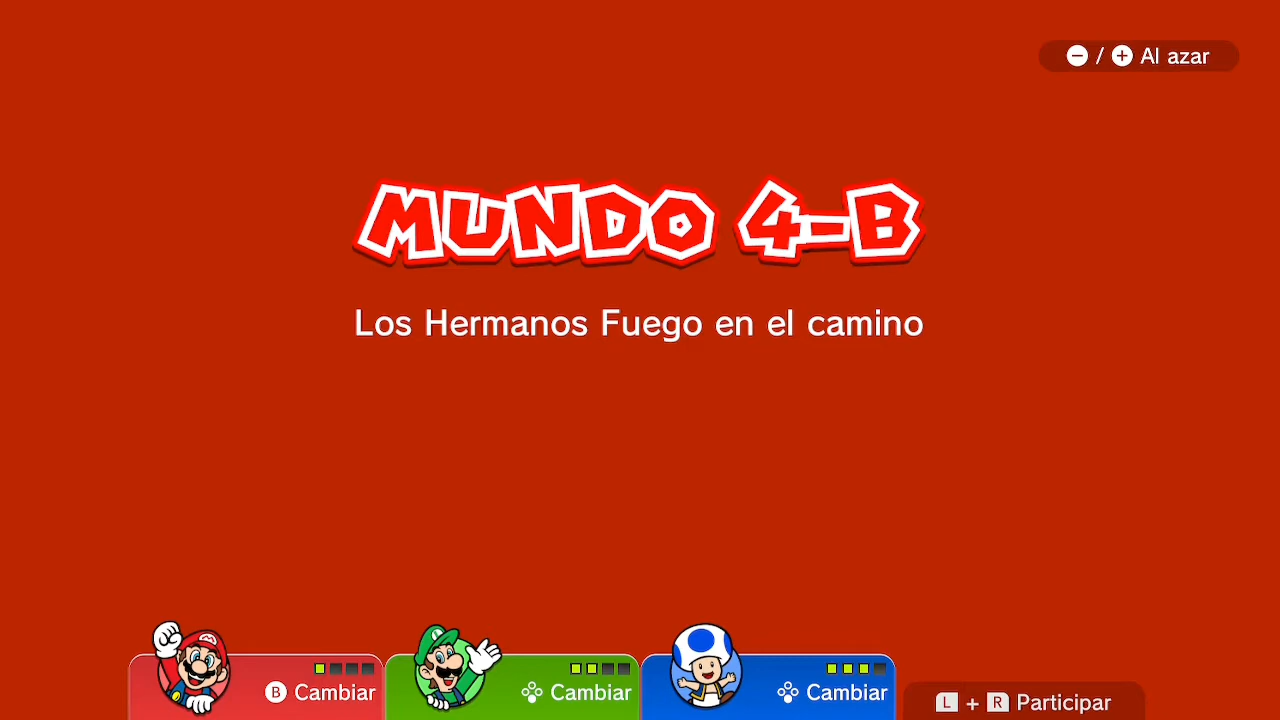 − / + Al azar
MUNDO 4-B
Los Hermanos Fuego en el camino
B Cambiar
Cambiar
Cambiar
L + R Participar